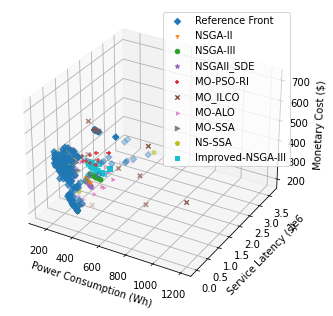 Reference Front
NSGA-II
NSGA-III
NSGAII_SDE
MO-PSO-RI
MO_ILCO
MO-ALO
MO-SSA
NS-SSA
Improved-NSGA-III
700
600
500
400
300
200
Monetary Cost ($)
200
400
600
800
1000
1200
Power Consumption (Wh)
0.0
0.5
1.0
1.5
2.0
2.5
3.0
3.5
Service Latency (s)